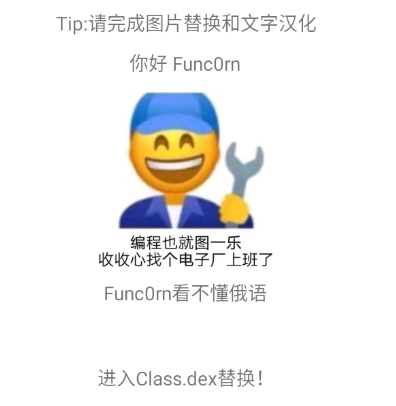 Tip:请完成图片替换和文字汉化
你好 Func0rn
编程也就图一乐
收收心找个电子厂上班了
Func0rn看不懂俄语
进入Class.dex替换！